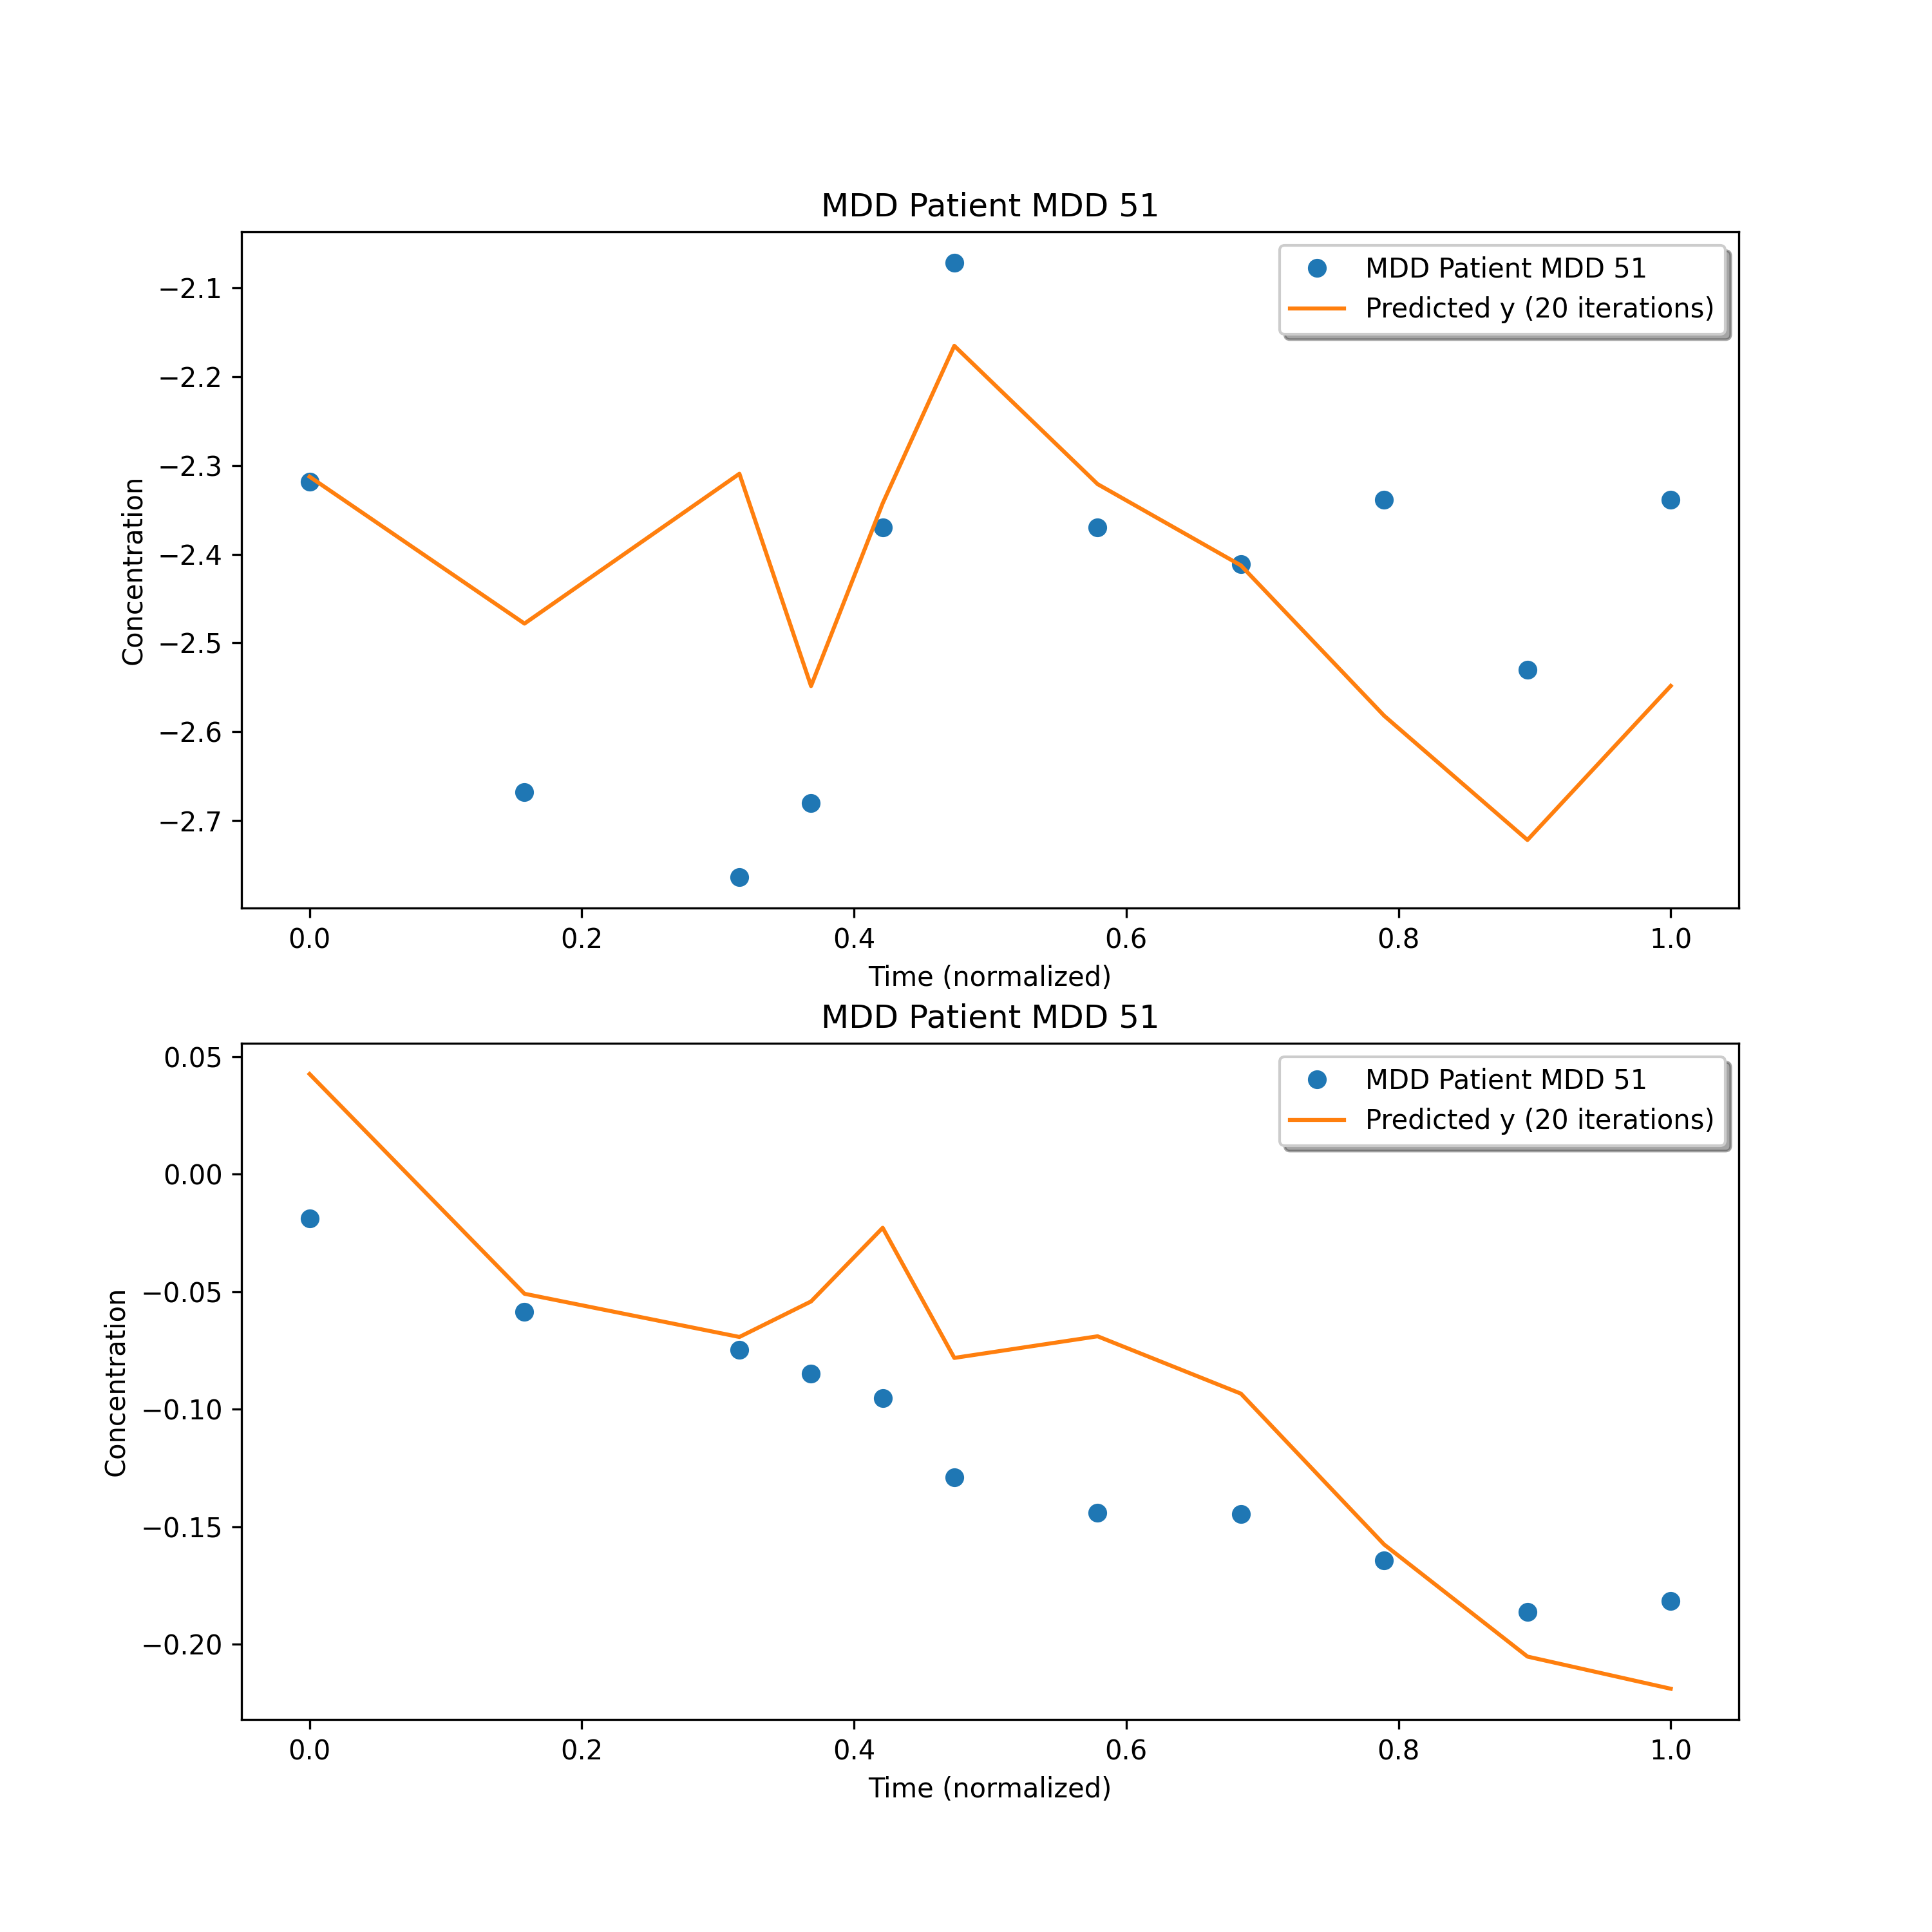 MDD Patient MDD 51
MDD Patient MDD 51
Predicted y (20 iterations)
Concentration
−2.1
−2.2
−2.3
−2.4
−2.5
−2.6
−2.7
0.0 0.2 0.4 0.6 0.8 1.0
Time (normalized)
MDD Patient MDD 51
MDD Patient MDD 51
Predicted y (20 iterations)
Concentration
0.05
0.00
−0.05
−0.10
−0.15
−0.20
0.0 0.2 0.4 0.6 0.8 1.0
Time (normalized)